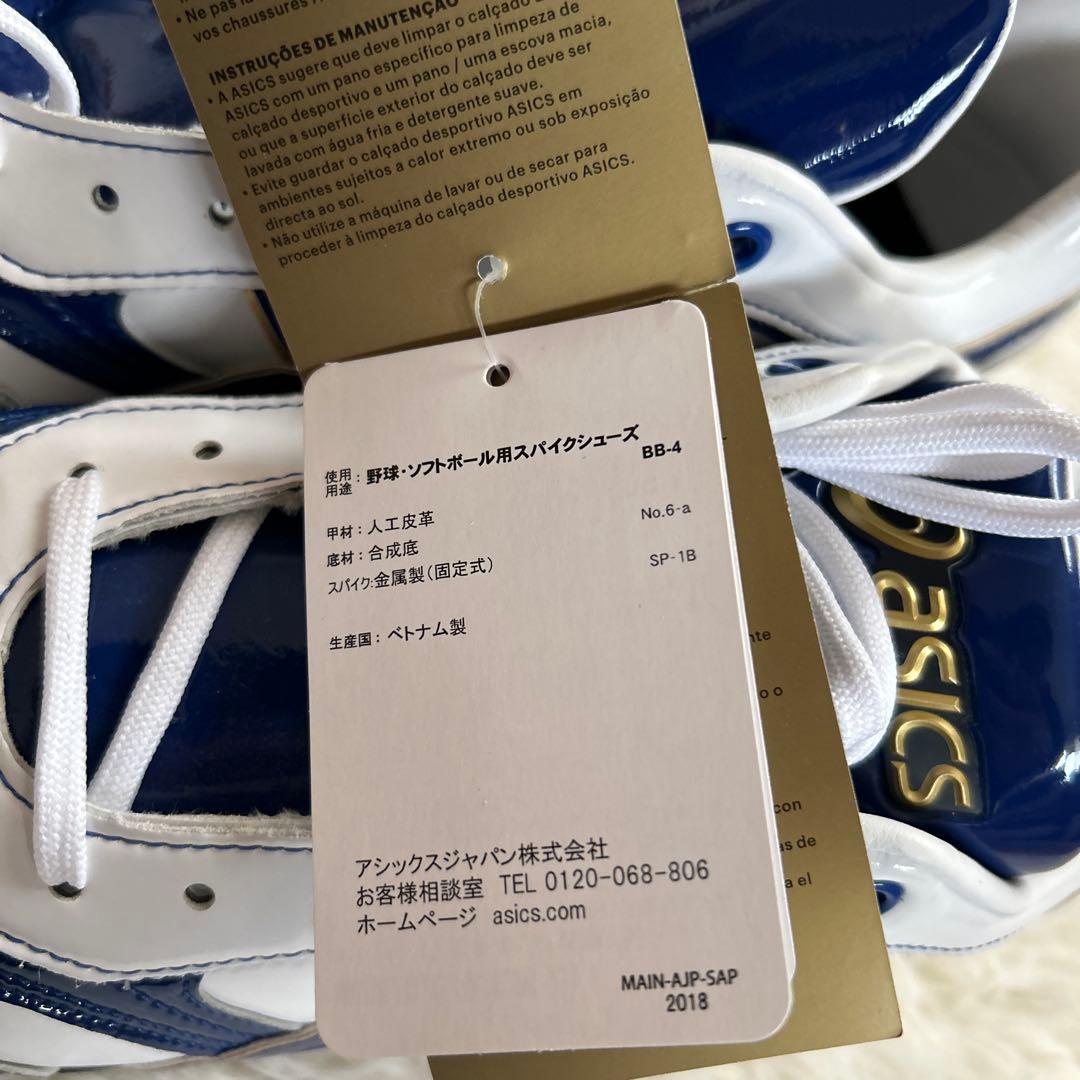 • Ne pas la
vos chaussures
INSTRUÇÕES DE MANUTENÇÃO
• A ASICS sugere que deve limpar o calçado
ASICS com um pano específico para limpeza de
calçado desportivo e um pano / uma escova macia,
ou que a superfície exterior do calçado deve ser
lavada com água fria e detergente suave.
• Evite guardar o calçado desportivo ASICS em
ambientes sujeitos a calor extremo ou sob exposição
directa ao sol.
• Não utilize a máquina de lavar ou de secar para
proceder à limpeza do calçado desportivo ASICS.
使用用途 : 野球・ソフトボール用スパイクシューズ
BB-4
甲材 : 人工皮革 No.6-a
底材 : 合成底
スパイク:金属製(固定式) SP-1B
生産国 : ベトナム製
アシックスジャパン株式会社
お客様相談室 TEL 0120-068-806
ホームページ asics.com
MAIN-AJP-SAP
2018
nte
o o
con
as de
a el
asics